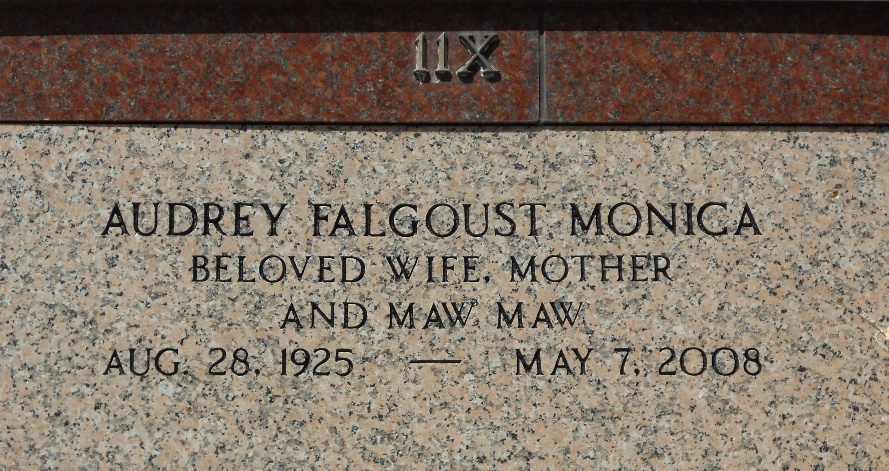 11X
AUDREY FALGOUST MONICA
BELOVED WIFE, MOTHER
AND MAW MAW
AUG. 28, 1925 — MAY 7, 2008